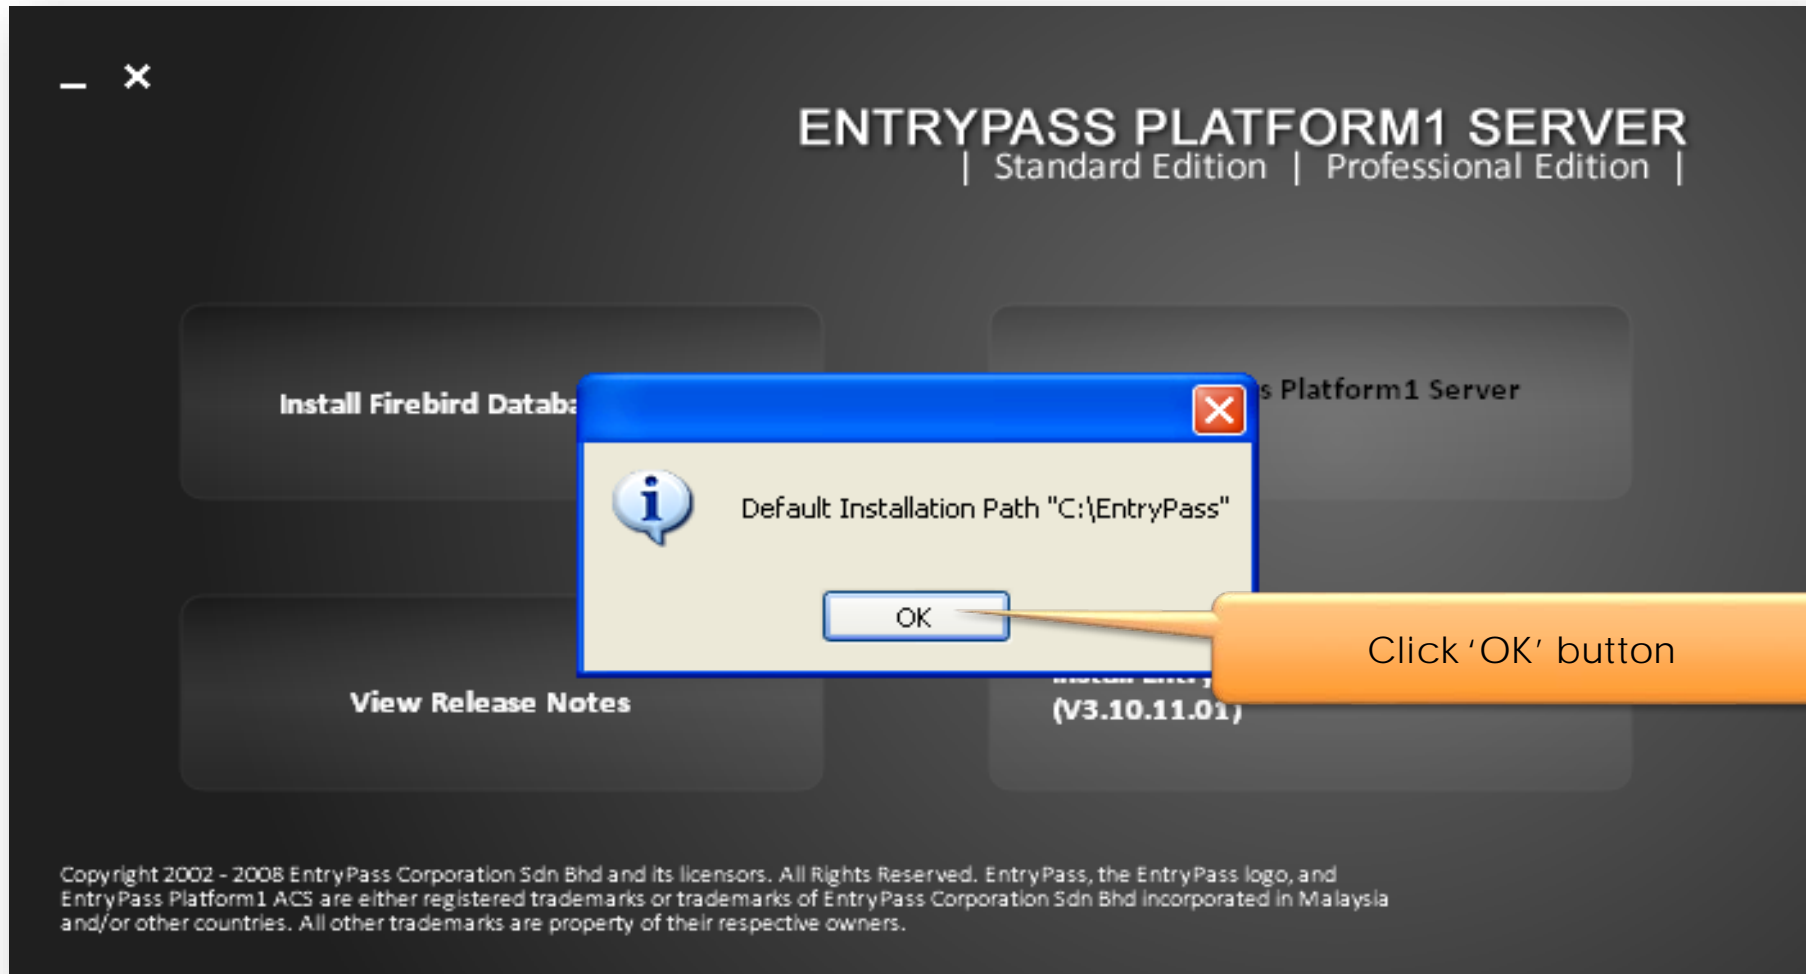 ENTRYPASS PLATFORM1 SERVER
| Standard Edition | Professional Edition |
Install Firebird
s Platform1 Server
Default Installation Path "C:\EntryPass"
OK
Click ‘OK’ button
View Release Notes
(V3.10.11.01)
Copyright 2002 - 2008 EntryPass Corporation Sdn Bhd and its licensors. All Rights Reserved. EntryPass, the EntryPass logo, and
EntryPass Platform1 ACS are either registered trademarks or trademarks of EntryPass Corporation Sdn Bhd incorporated in Malaysia
and/or other countries. All other trademarks are property of their respective owners.